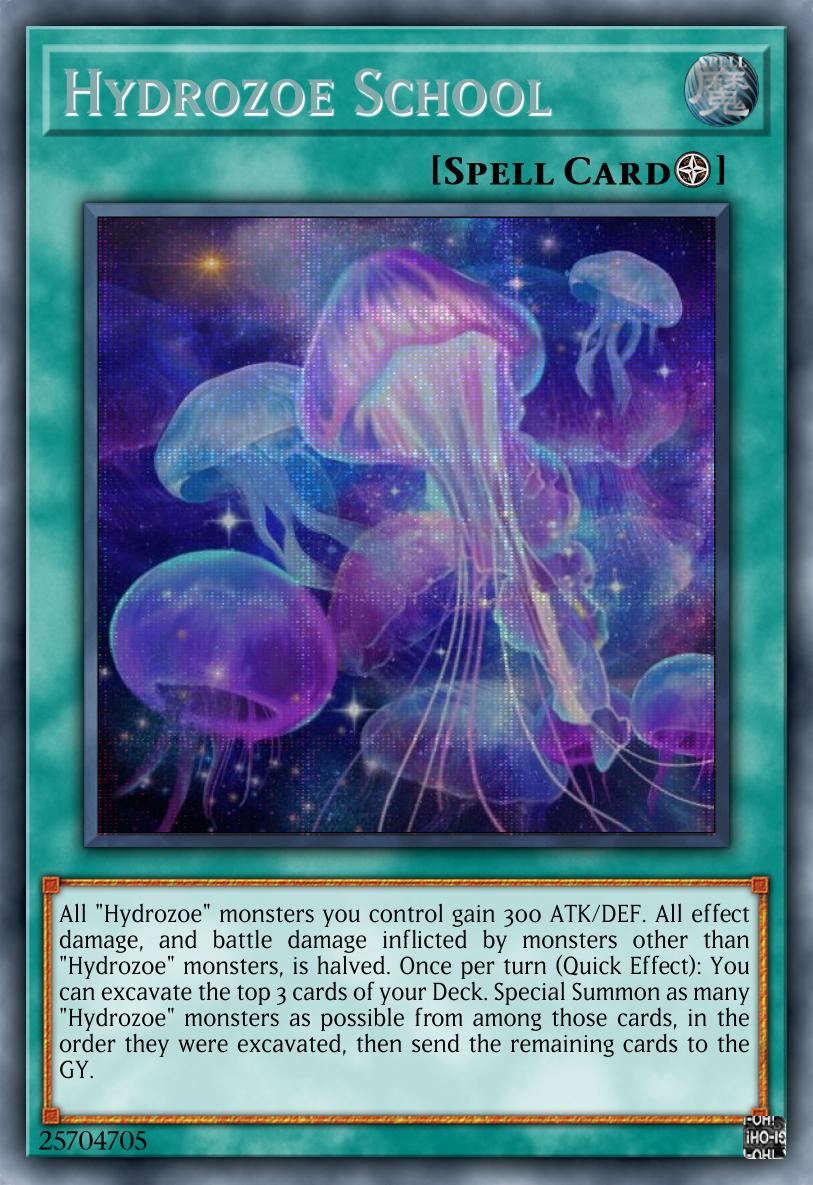 Hydrozoe School
SPELL
魔
[Spell Card]
All "Hydrozoe" monsters you control gain 300 ATK/DEF. All effect
damage, and battle damage inflicted by monsters other than
"Hydrozoe" monsters, is halved. Once per turn (Quick Effect): You
can excavate the top 3 cards of your Deck. Special Summon as many
"Hydrozoe" monsters as possible from among those cards, in the
order they were excavated, then send the remaining cards to the
GY.
25704705